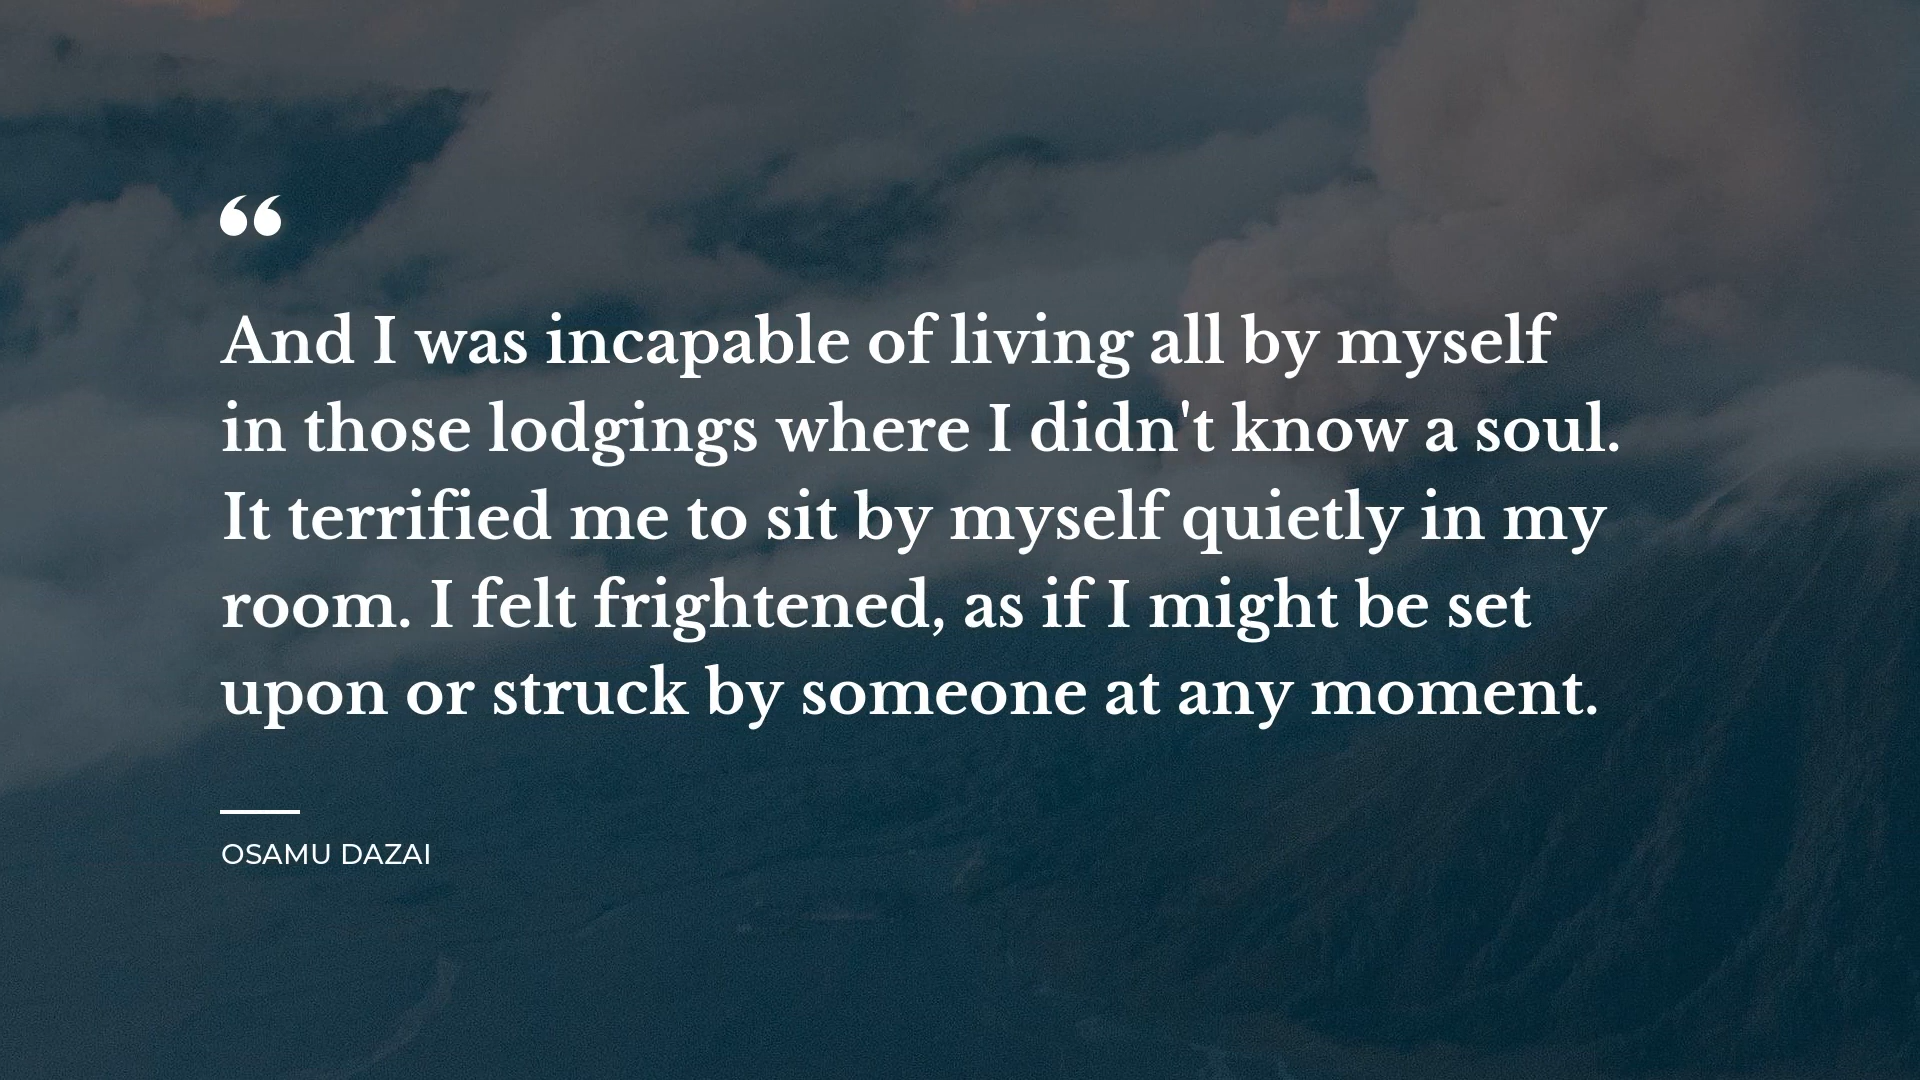 “
And I was incapable of living all by myself
in those lodgings where I didn't know a soul.
It terrified me to sit by myself quietly in my
room. I felt frightened, as if I might be set
upon or struck by someone at any moment.
OSAMU DAZAI